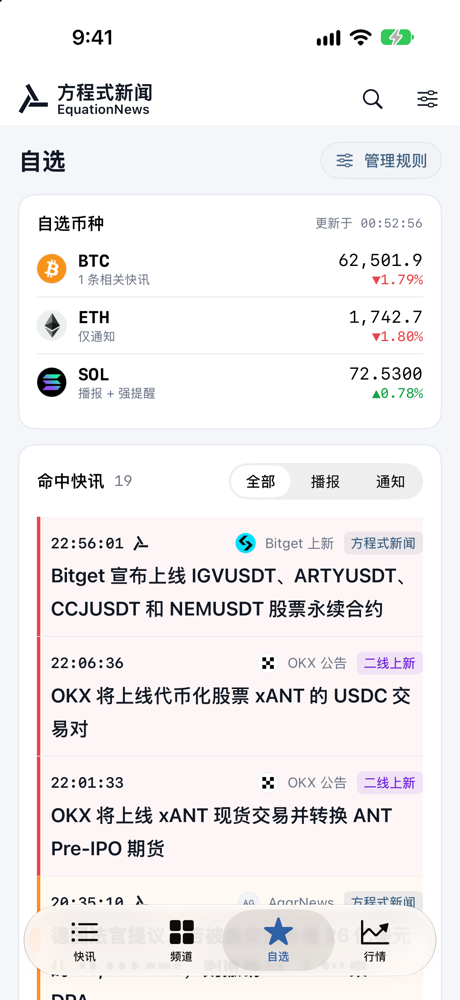 9:41
方程式新闻
EquationNews
自选
管理规则
自选币种
更新于 00:52:56
BTC
62,501.9
1 条相关快讯
▼1.79%
ETH
1,742.7
仅通知
▼1.80%
SOL
72.5300
播报 + 强提醒
▲0.78%
命中快讯 19
全部
播报
通知
22:56:01
Bitget 上新
方程式新闻
Bitget 宣布上线 IGVUSDT、ARTYUSDT、
CCJUSDT 和 NEMUSDT 股票永续合约
22:06:36
OKX 公告
二线上新
OKX 将上线代币化股票 xANT 的 USDC 交
易对
22:01:33
OKX 公告
二线上新
OKX 将上线 xANT 现货交易并转换 ANT
Pre-IPO 期货
20:35:10
AG
AggrNews
方程式新闻
快讯
频道
自选
行情
DPA